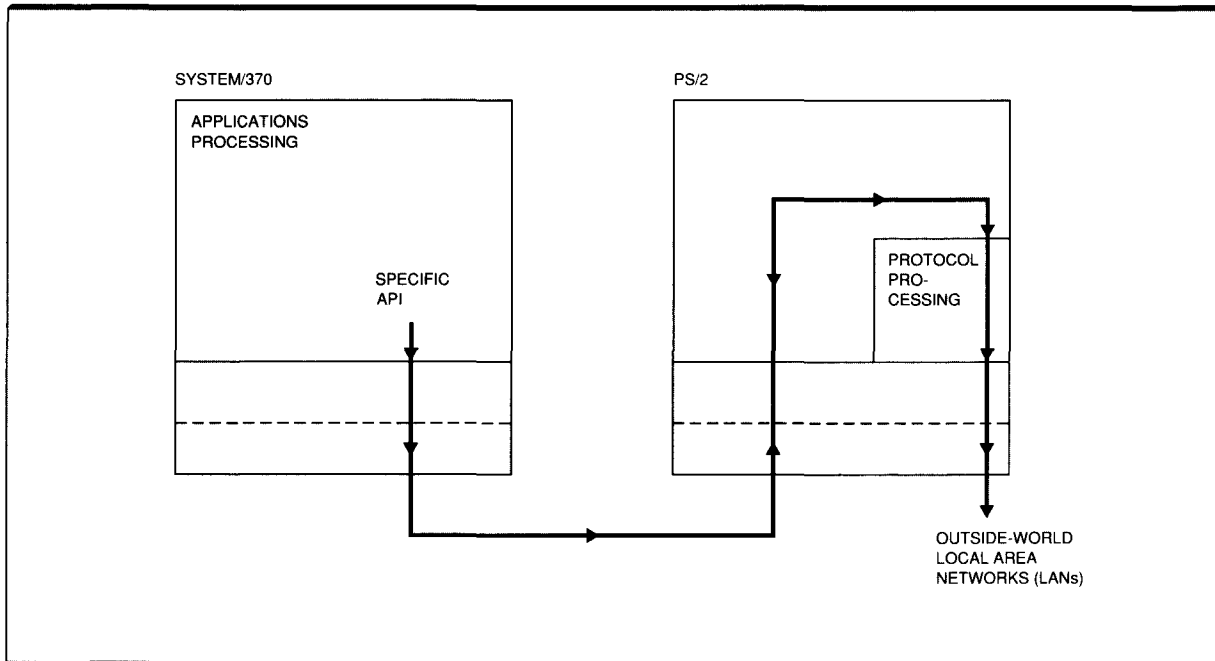 SYSTEM/370
APPLICATIONS
PROCESSING
SPECIFIC
API
PS/2
PROTOCOL
PRO-
CESSING
OUTSIDE-WORLD
LOCAL AREA
NETWORKS (LANs)